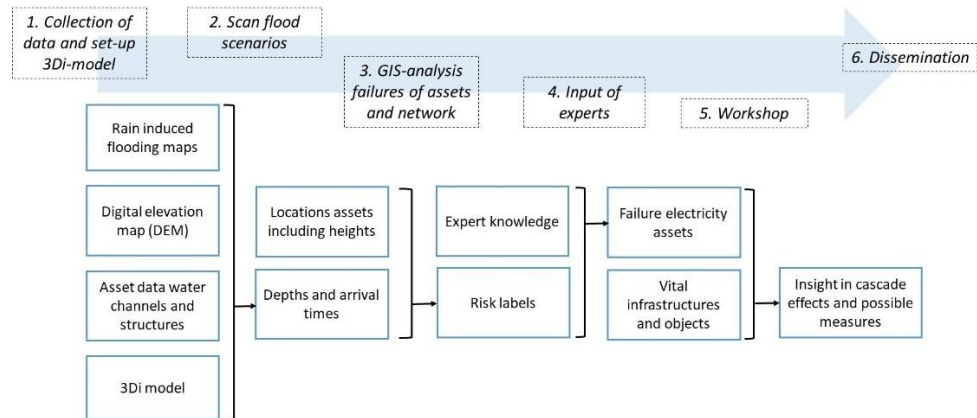 1. Collection of
data and set-up
3Di-model
2. Scan flood
scenarios
3. GIS-analysis
failures of assets
and network
4. Input of
experts
5. Workshop
6. Dissemination
Rain induced
flooding maps
Digital elevation
map (DEM)
Asset data water
channels and
structures
3Di model
Locations assets
including heights
Depths and arrival
times
Expert knowledge
Risk labels
Failure electricity
assets
Vital
infrastructures
and objects
Insight in cascade
effects and possible
measures